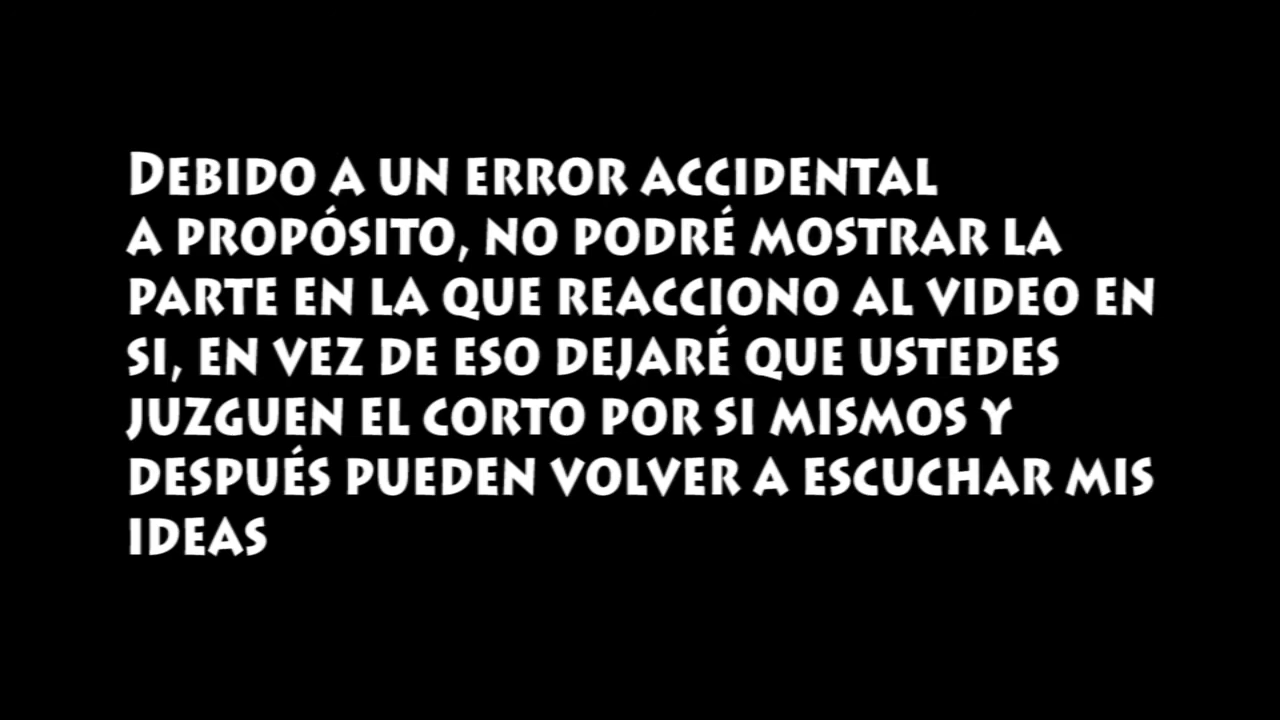 Debido a un error accidental
a propósito, no podré mostrar la
parte en la que reacciono al video en
si, en vez de eso dejaré que ustedes
juzguen el corto por si mismos y
después pueden volver a escuchar mis
ideas